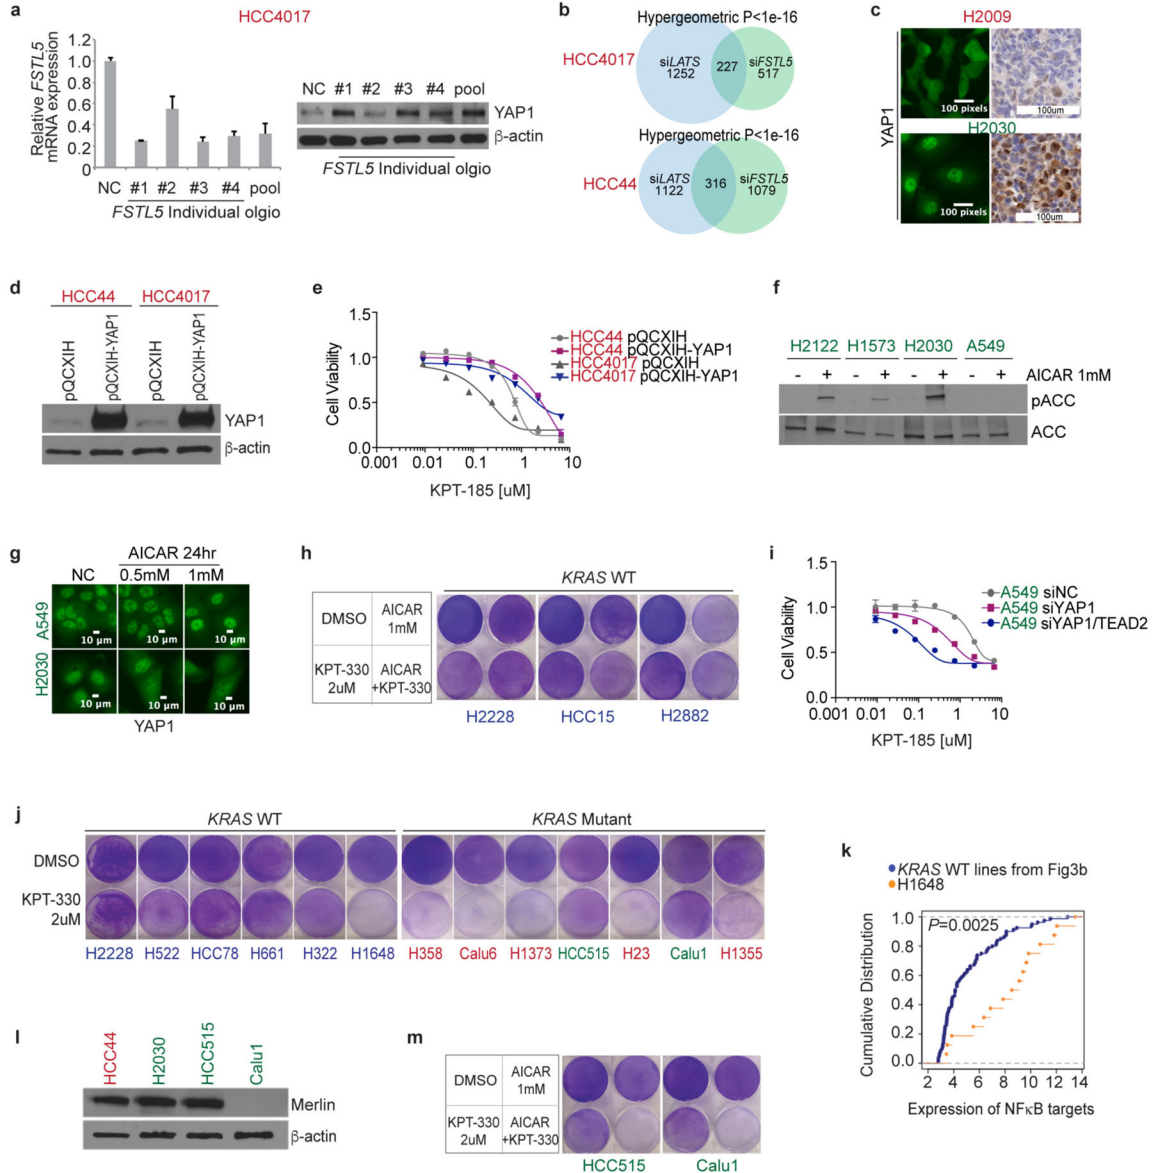 a
HCC4017
Relative FSTL5
mRNA expression
1.2
1.0
0.8
0.6
0.4
0.2
0
NC #1 #2 #3 #4 pool
FSTL5 Individual olgio
NC #1 #2 #3 #4 pool
YAP1
β-actin
FSTL5 Individual olgio
b
Hypergeometric P<1e-16
HCC4017
siLATS
1252
227
siFSTL5
517
Hypergeometric P<1e-16
HCC44
siLATS
1122
316
siFSTL5
1079
c
H2009
YAP1
100 pixels
100um
H2030
100 pixels
100um
d
HCC44 HCC4017
pQCXIH
pQCXIH-YAP1
pQCXIH
pQCXIH-YAP1
YAP1
β-actin
e
Cell Viability
1.5
1.0
0.5
0.0
0.001 0.01 0.1 1 10
KPT-185 [uM]
HCC44 pQCXIH
HCC44 pQCXIH-YAP1
HCC4017 pQCXIH
HCC4017 pQCXIH-YAP1
f
H2122 H1573 H2030 A549
- + - + - + - + AICAR 1mM
pACC
ACC
g
AICAR 24hr
NC 0.5mM 1mM
A549
10 µm 10 µm 10 µm
H2030
10 µm 10 µm 10 µm
YAP1
h
KRAS WT
DMSO
AICAR
1mM
KPT-330
2uM
AICAR
+KPT-330
H2228 HCC15 H2882
i
Cell Viability
1.5
1.0
0.5
0.0
0.001 0.01 0.1 1 10
KPT-185 [uM]
A549 siNC
A549 siYAP1
A549 siYAP1/TEAD2
j
KRAS WT KRAS Mutant
DMSO
KPT-330
2uM
H2228 H522 HCC78 H661 H322 H1648 H358 Calu6 H1373 HCC515 H23 Calu1 H1355
k
KRAS WT lines from Fig3b
H1648
Cumulative Distribution
P=0.0025
1.0
0.8
0.6
0.4
0.2
0.0
2 4 6 8 10 12 14
Expression of NFκB targets
l
HCC44
H2030
HCC515
Calu1
Merlin
β-actin
m
DMSO
AICAR
1mM
KPT-330
2uM
AICAR
+KPT-330
HCC515 Calu1